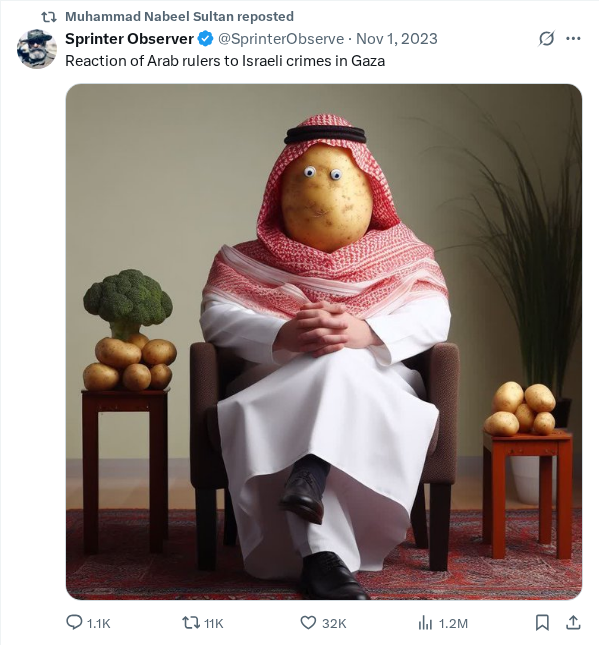 Muhammad Nabeel Sultan reposted
Sprinter Observer @SprinterObserve · Nov 1, 2023
Reaction of Arab rulers to Israeli crimes in Gaza
1.1K 11K 32K 1.2M